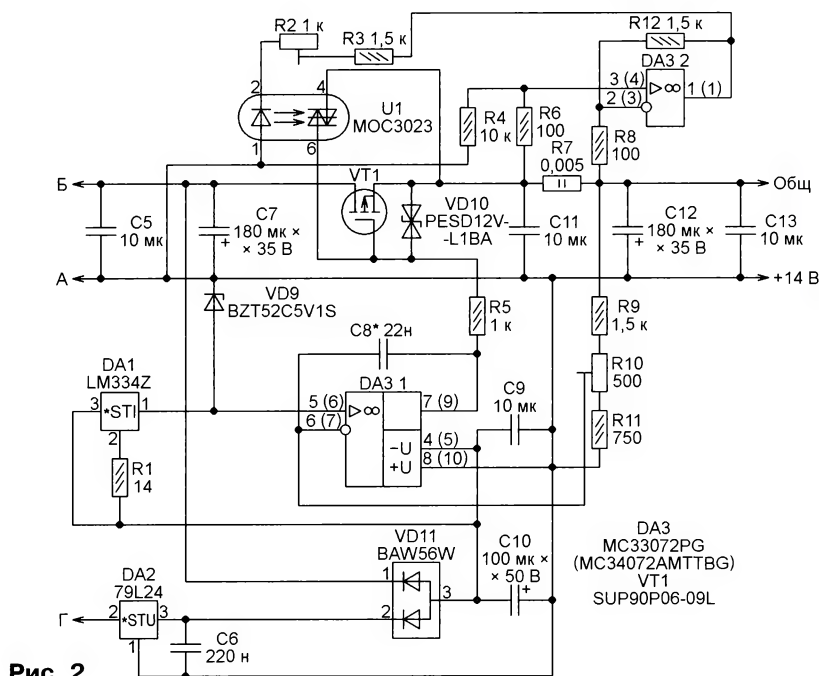 R2 1 к
R3 1,5 к
R12 1,5 к
DA3 2
2
4
3 (4)
▷∞
1 (1)
2 (3)
U1
MOC3023
R4
10 к
R6
100
R8
100
1
6
R7
0,005
VT1
Б
Общ
C5
10 мк
C7
180 мк ×
× 35 В
+
VD10
PESD12V-
-L1BA
C11
10 мк
C12
180 мк ×
× 35 В
+
C13
10 мк
А
+14 В
VD9
BZT52C5V1S
R5
1 к
R9
1,5 к
C8* 22н
R10
500
DA1
LM334Z
DA3 1
C9
10 мк
3
*STI
1
5 (6)
▷∞
7 (9)
6 (7)
4 (5)
-U
8 (10)
+U
R11
750
2
R1
14
VD11
BAW56W
C10
100 мк ×
× 50 В
+
DA3
MC33072PG
(MC34072AMTTBG)
VT1
SUP90P06-09L
DA2
79L24
1
3
2
Г
2
*STU
3
1
C6
220 н
Рис. 2